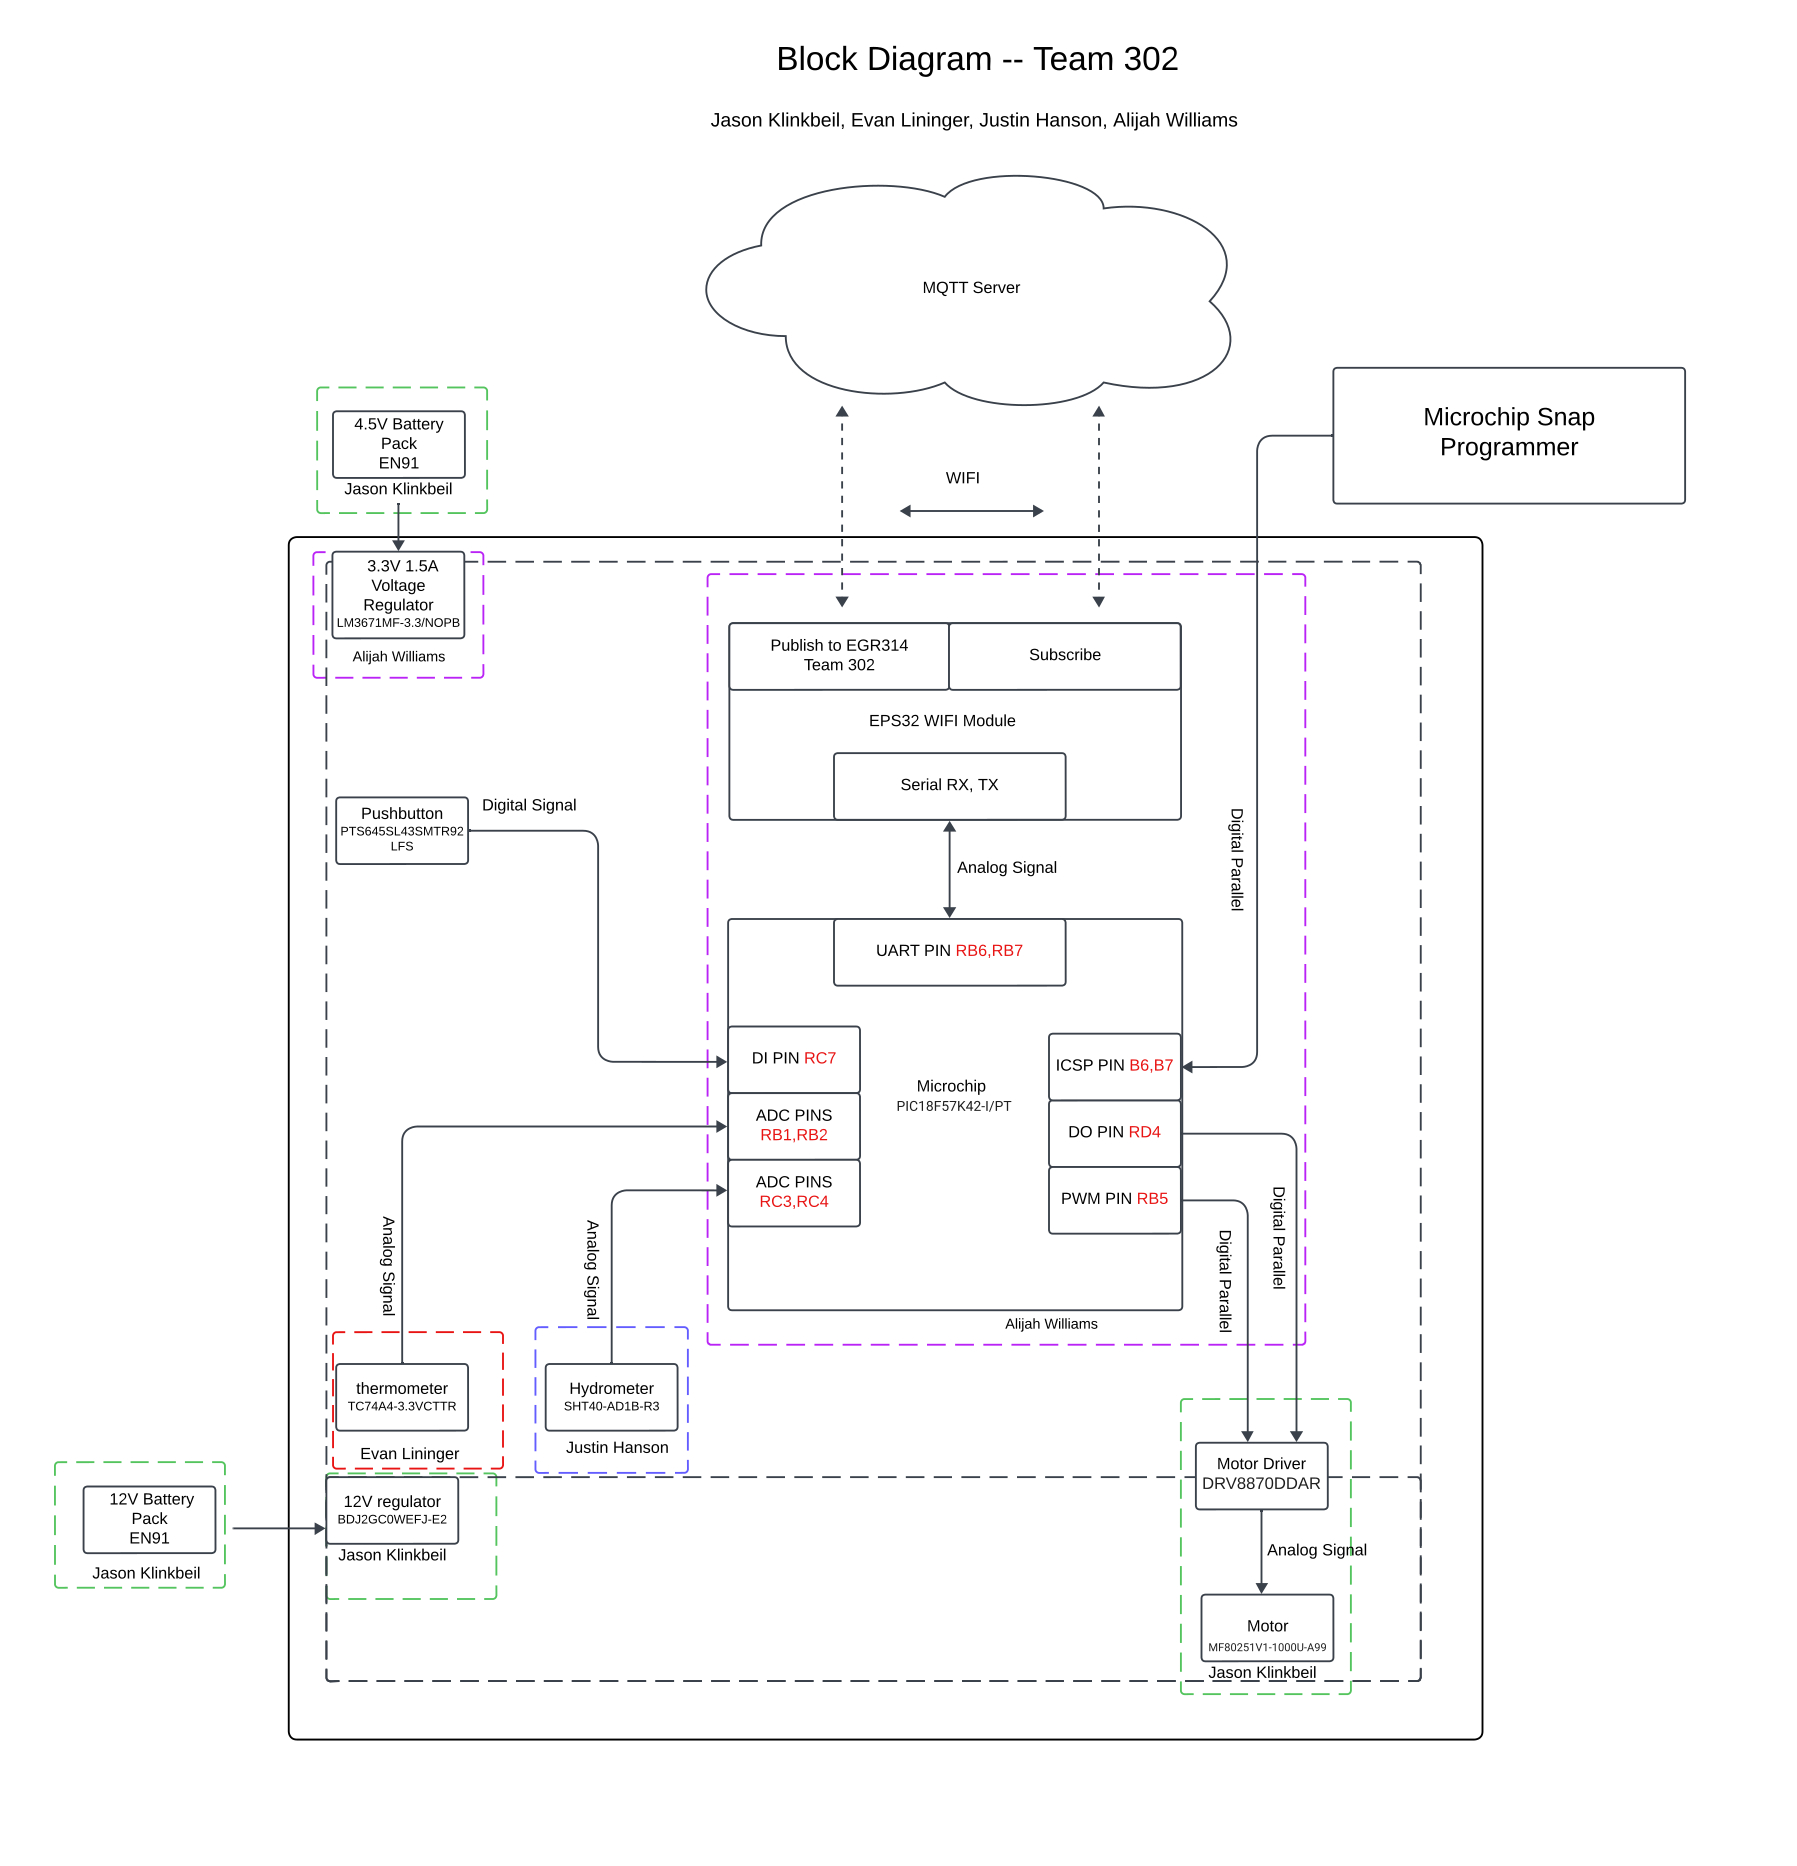 Block Diagram -- Team 302
Jason Klinkbeil, Evan Lininger, Justin Hanson, Alijah Williams
MQTT Server
4.5V Battery
Pack
EN91
Jason Klinkbeil
Microchip Snap
Programmer
WIFI
3.3V 1.5A
Voltage
Regulator
LM3671MF-3.3/NOPB
Alijah Williams
Publish to EGR314
Team 302
Subscribe
EPS32 WIFI Module
Serial RX, TX
Pushbutton
PTS645SL43SMTR92
LFS
Digital Signal
Digital Parallel
Analog Signal
UART PIN RB6,RB7
DI PIN RC7
ADC PINS
RB1,RB2
ADC PINS
RC3,RC4
Microchip
PIC18F57K42-I/PT
ICSP PIN B6,B7
DO PIN RD4
PWM PIN RB5
Analog Signal
Analog Signal
Digital Parallel
Digital Parallel
Alijah Williams
thermometer
TC74A4-3.3VCTTR
Evan Lininger
Hydrometer
SHT40-AD1B-R3
Justin Hanson
Motor Driver
DRV8870DDAR
12V Battery
Pack
EN91
Jason Klinkbeil
12V regulator
BDJ2GC0WEFJ-E2
Jason Klinkbeil
Analog Signal
Motor
MF80251V1-1000U-A99
Jason Klinkbeil